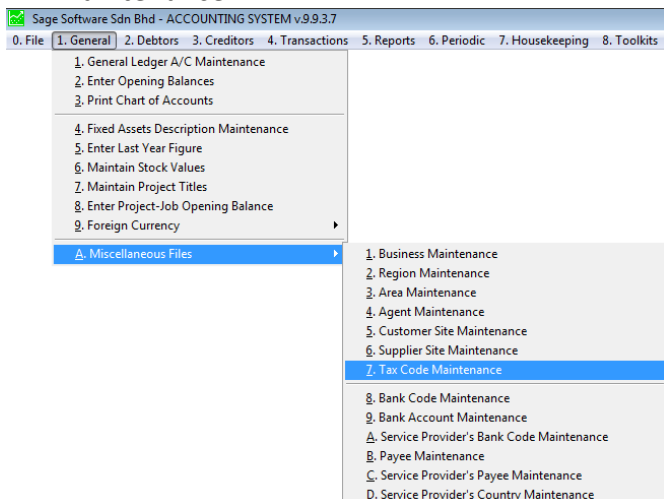 Sage Software Sdn Bhd - ACCOUNTING SYSTEM v.9.9.3.7
0. File 1. General 2. Debtors 3. Creditors 4. Transactions 5. Reports 6. Periodic 7. Housekeeping 8. Toolkits
1. General Ledger A/C Maintenance
2. Enter Opening Balances
3. Print Chart of Accounts
4. Fixed Assets Description Maintenance
5. Enter Last Year Figure
6. Maintain Stock Values
7. Maintain Project Titles
8. Enter Project-Job Opening Balance
9. Foreign Currency
A. Miscellaneous Files
1. Business Maintenance
2. Region Maintenance
3. Area Maintenance
4. Agent Maintenance
5. Customer Site Maintenance
6. Supplier Site Maintenance
7. Tax Code Maintenance
8. Bank Code Maintenance
9. Bank Account Maintenance
A. Service Provider's Bank Code Maintenance
B. Payee Maintenance
C. Service Provider's Payee Maintenance
D. Service Provider's Country Maintenance